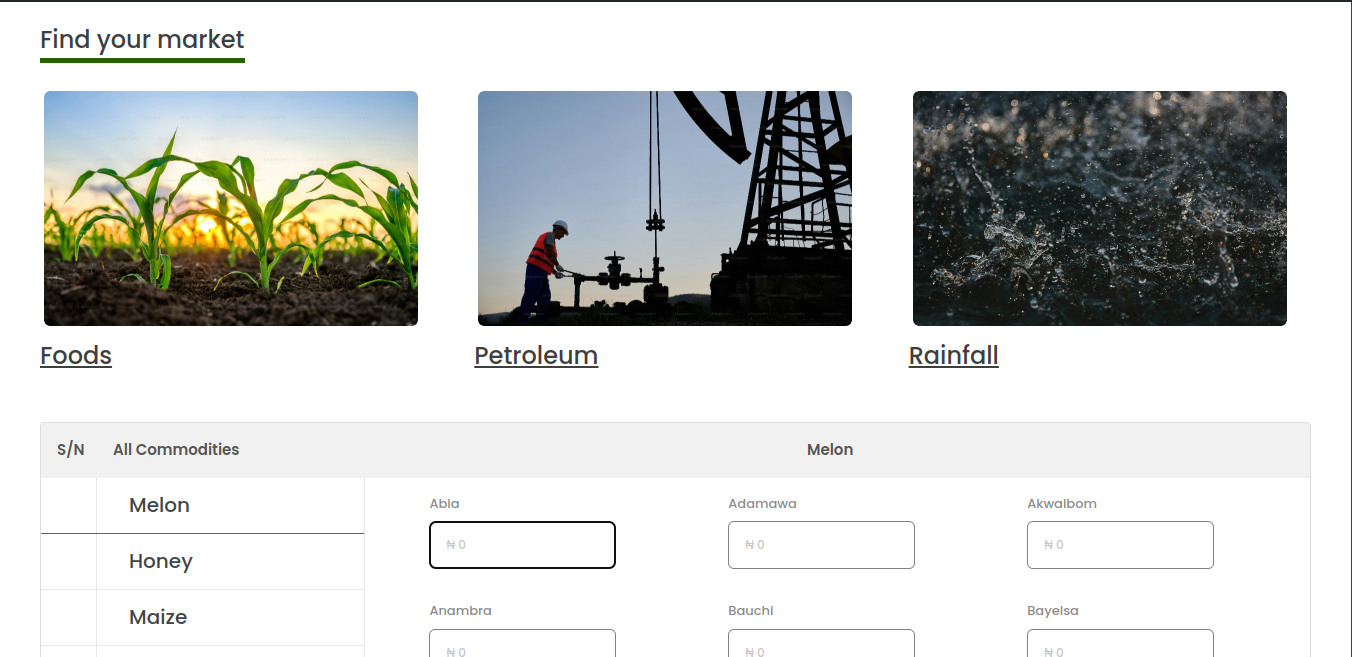 Find your market
Foods
Petroleum
Rainfall
S/N All Commodities Melon
Melon
Honey
Maize
Abia Adamawa AkwaIbom
₦ 0 ₦ 0 ₦ 0
Anambra Bauchi Bayelsa
₦ 0 ₦ 0 ₦ 0